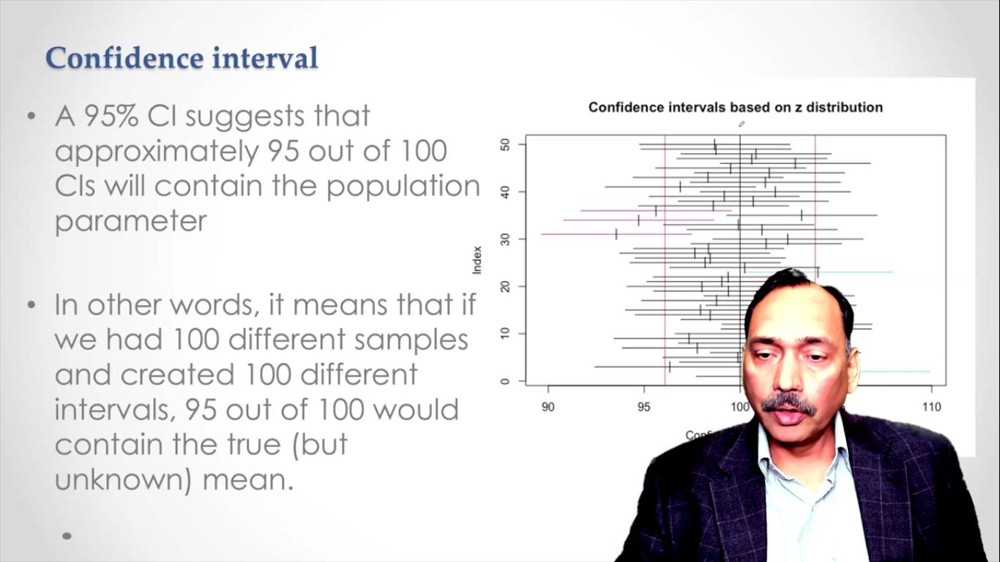 Confidence interval
• A 95% CI suggests that
approximately 95 out of 100
CIs will contain the population
parameter
• In other words, it means that if
we had 100 different samples
and created 100 different
intervals, 95 out of 100 would
contain the true (but
unknown) mean.
Confidence intervals based on z distribution
Index
50
40
30
20
10
0
90
95
100
110